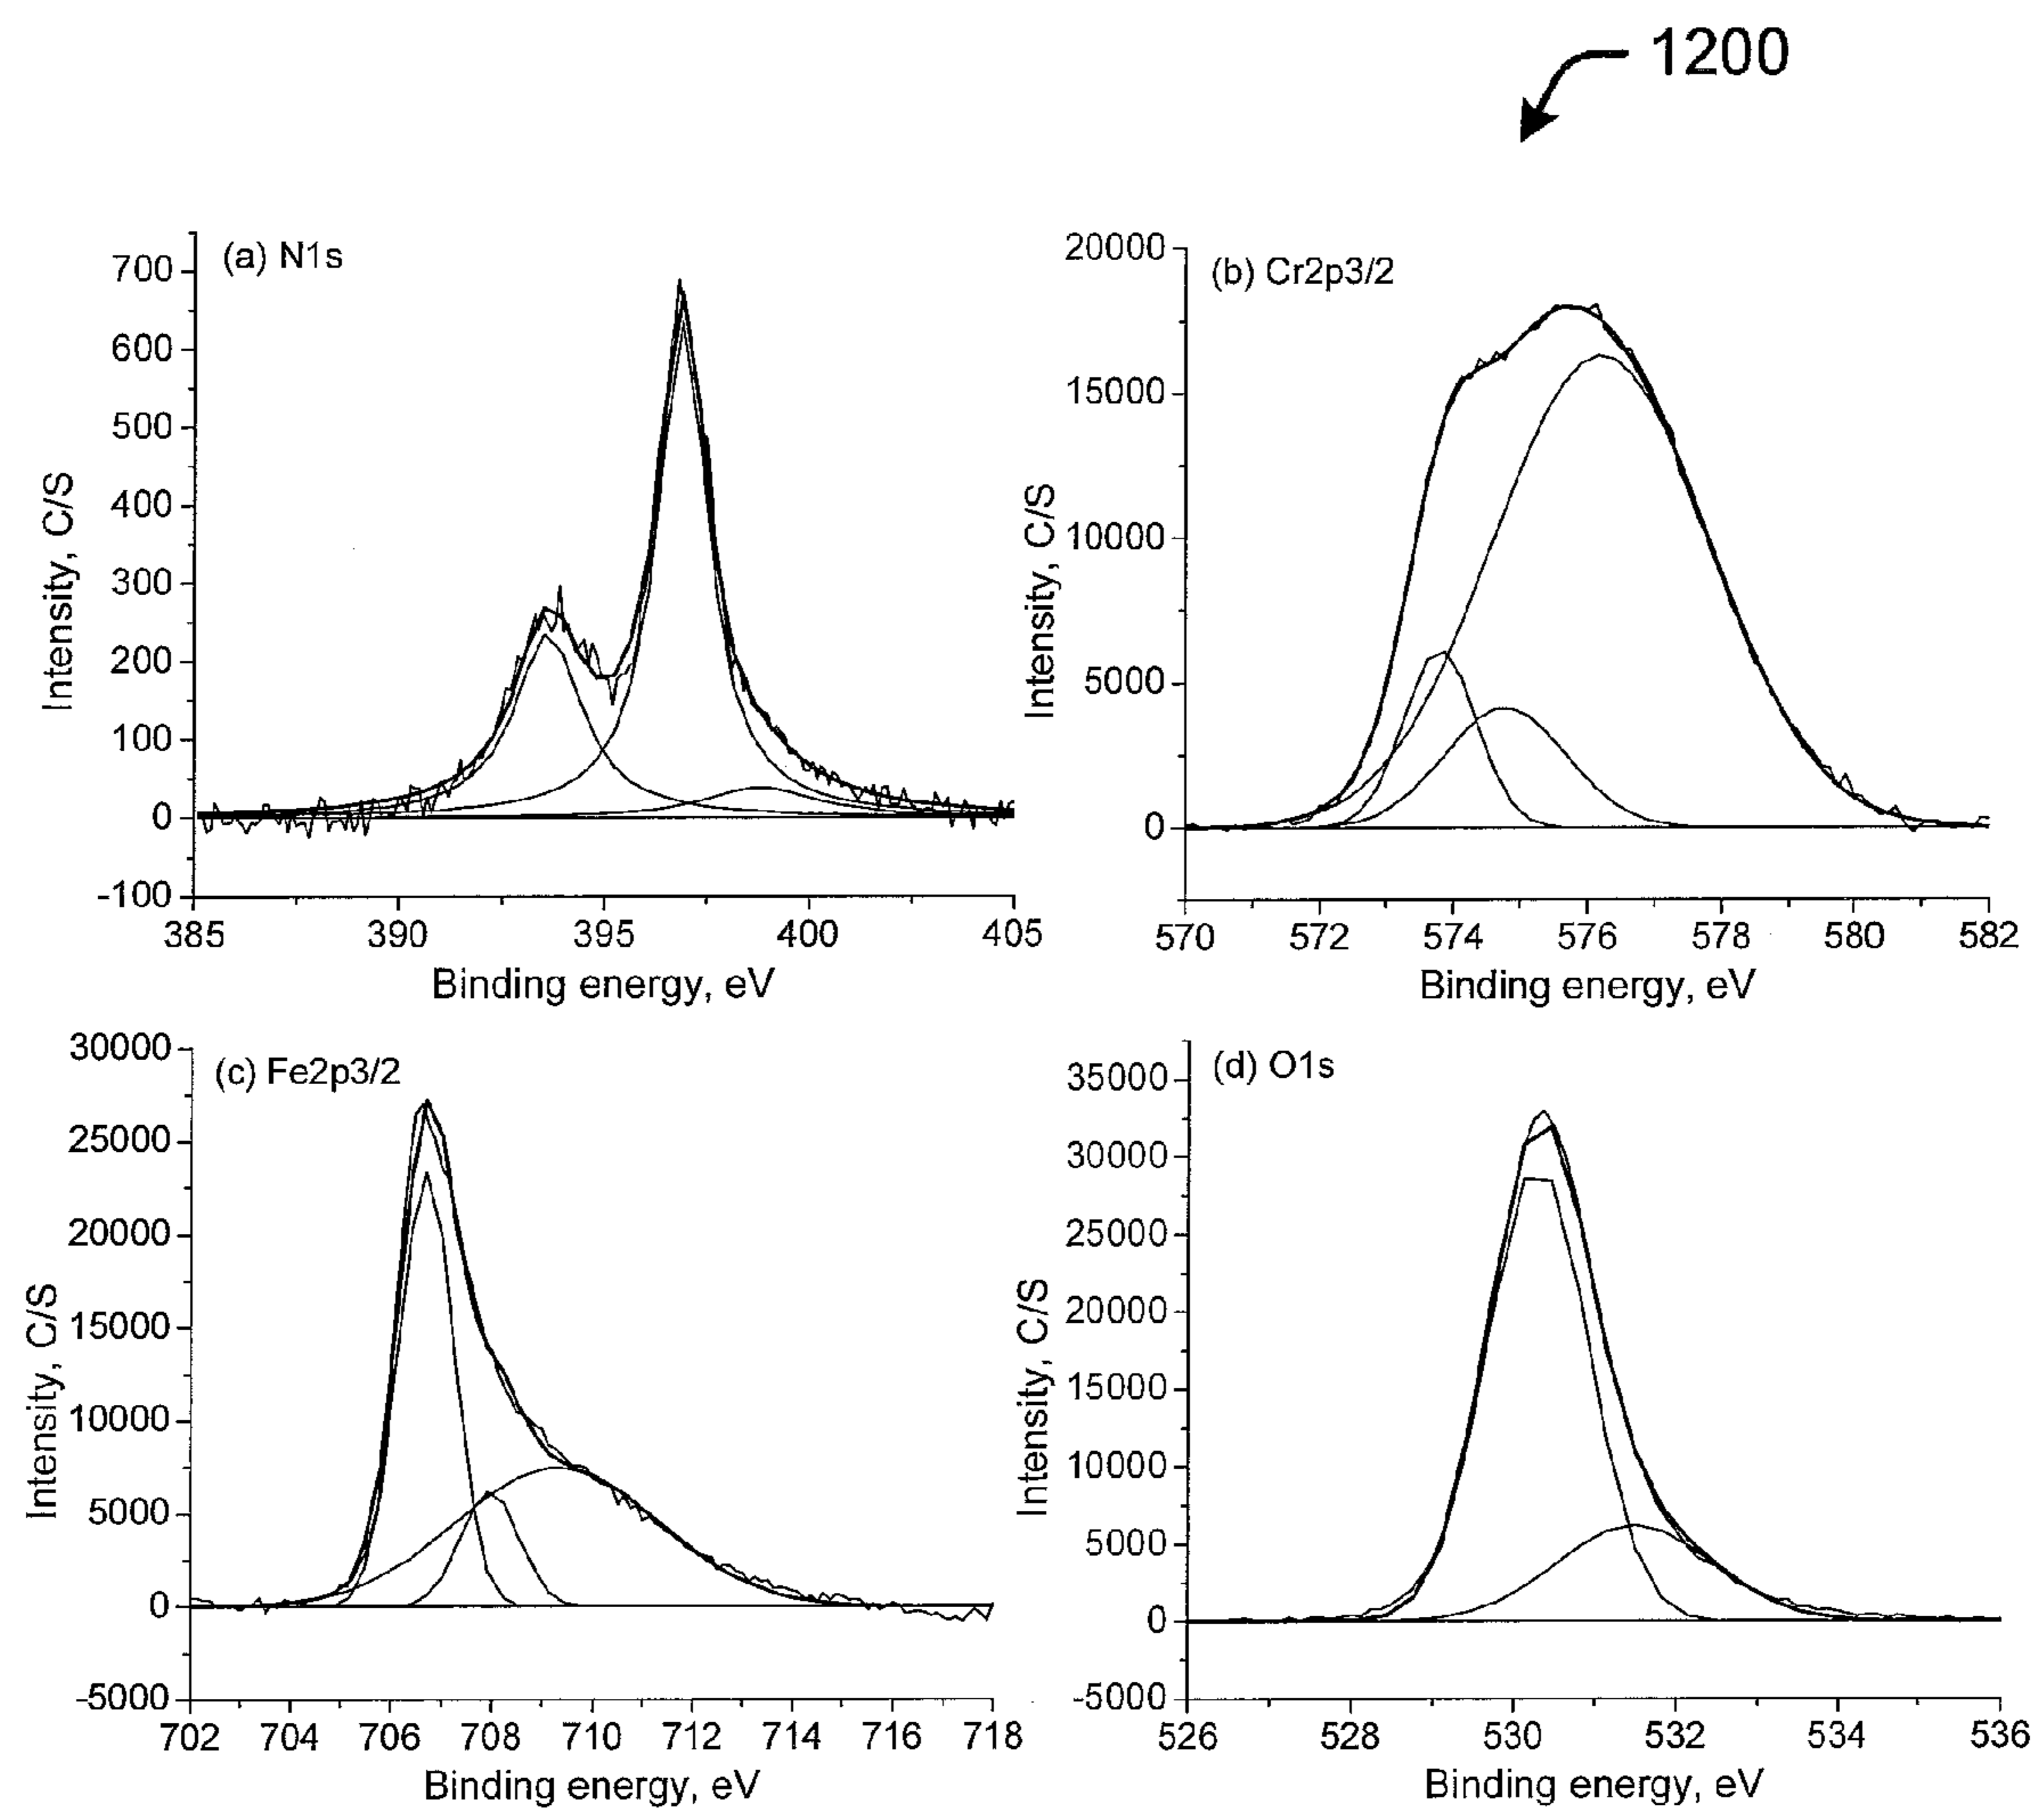 1200
(a) N1s
700
600
500
400
300
200
100
0
-100
Intensity, C/S
385 390 395 400 405
Binding energy, eV
(b) Cr2p3/2
20000
15000
10000
5000
0
Intensity, C/S
570 572 574 576 578 580 582
Binding energy, eV
(c) Fe2p3/2
30000
25000
20000
15000
10000
5000
0
-5000
Intensity, C/S
702 704 706 708 710 712 714 716 718
Binding energy, eV
(d) O1s
35000
30000
25000
20000
15000
10000
5000
0
-5000
Intensity, C/S
526 528 530 532 534 536
Binding energy, eV